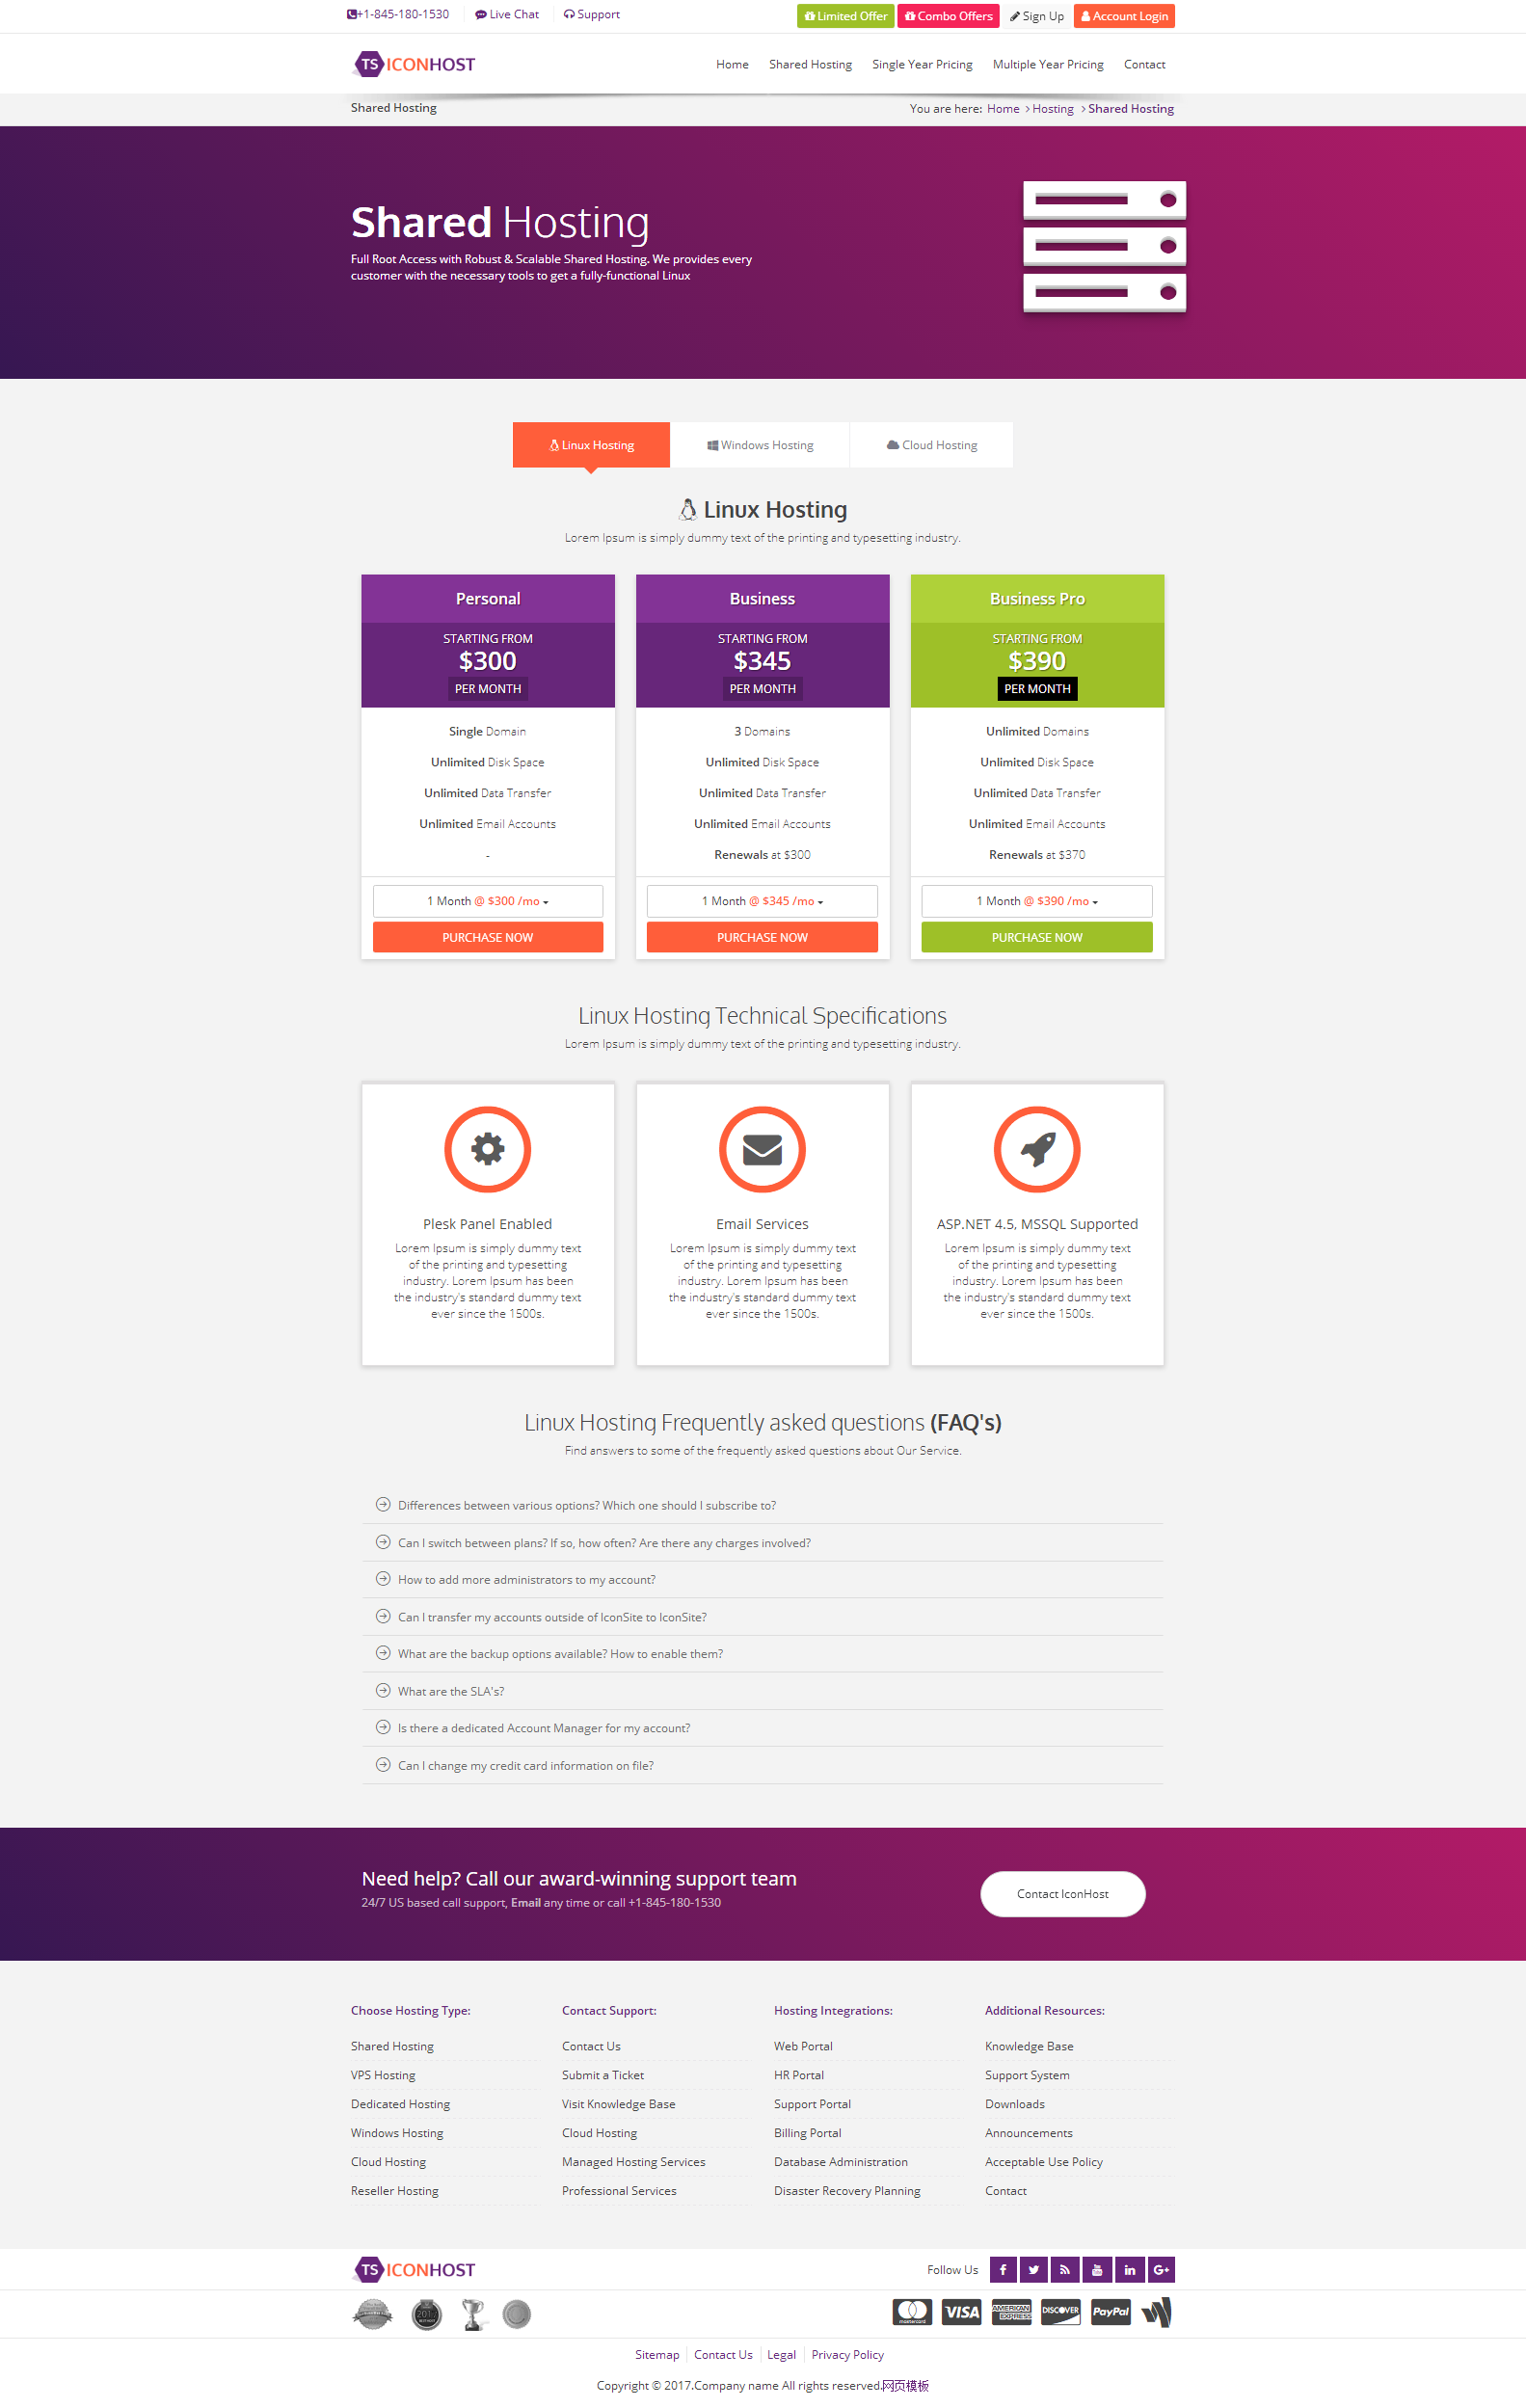 +1-845-180-1530 Live Chat Support Limited Offer Combo Offers Sign Up Account Login
TS ICONHOST Home Shared Hosting Single Year Pricing Multiple Year Pricing Contact
Shared Hosting You are here: Home > Hosting > Shared Hosting
Shared Hosting
Full Root Access with Robust & Scalable Shared Hosting. We provides every
customer with the necessary tools to get a fully-functional Linux
Linux Hosting Windows Hosting Cloud Hosting
Linux Hosting
Lorem Ipsum is simply dummy text of the printing and typesetting industry.
Personal
STARTING FROM
$300
PER MONTH
Single Domain
Unlimited Disk Space
Unlimited Data Transfer
Unlimited Email Accounts
-
1 Month @ $300 /mo
PURCHASE NOW
Business
STARTING FROM
$345
PER MONTH
3 Domains
Unlimited Disk Space
Unlimited Data Transfer
Unlimited Email Accounts
Renewals at $300
1 Month @ $345 /mo
PURCHASE NOW
Business Pro
STARTING FROM
$390
PER MONTH
Unlimited Domains
Unlimited Disk Space
Unlimited Data Transfer
Unlimited Email Accounts
Renewals at $370
1 Month @ $390 /mo
PURCHASE NOW
Linux Hosting Technical Specifications
Lorem Ipsum is simply dummy text of the printing and typesetting industry.
Plesk Panel Enabled
Lorem Ipsum is simply dummy text
of the printing and typesetting
industry. Lorem Ipsum has been
the industry's standard dummy text
ever since the 1500s.
Email Services
Lorem Ipsum is simply dummy text
of the printing and typesetting
industry. Lorem Ipsum has been
the industry's standard dummy text
ever since the 1500s.
ASP.NET 4.5, MSSQL Supported
Lorem Ipsum is simply dummy text
of the printing and typesetting
industry. Lorem Ipsum has been
the industry's standard dummy text
ever since the 1500s.
Linux Hosting Frequently asked questions (FAQ's)
Find answers to some of the frequently asked questions about Our Service.
Differences between various options? Which one should I subscribe to?
Can I switch between plans? If so, how often? Are there any charges involved?
How to add more administrators to my account?
Can I transfer my accounts outside of IconSite to IconSite?
What are the backup options available? How to enable them?
What are the SLA's?
Is there a dedicated Account Manager for my account?
Can I change my credit card information on file?
Need help? Call our award-winning support team
24/7 US based call support, Email any time or call +1-845-180-1530
Contact IconHost
Choose Hosting Type:
Shared Hosting
VPS Hosting
Dedicated Hosting
Windows Hosting
Cloud Hosting
Reseller Hosting
Contact Support:
Contact Us
Submit a Ticket
Visit Knowledge Base
Cloud Hosting
Managed Hosting Services
Professional Services
Hosting Integrations:
Web Portal
HR Portal
Support Portal
Billing Portal
Database Administration
Disaster Recovery Planning
Additional Resources:
Knowledge Base
Support System
Downloads
Announcements
Acceptable Use Policy
Contact
TS ICONHOST Follow Us
mastercard VISA AMERICAN EXPRESS DISCOVER PayPal
Sitemap Contact Us Legal Privacy Policy
Copyright © 2017.Company name All rights reserved.网页模板